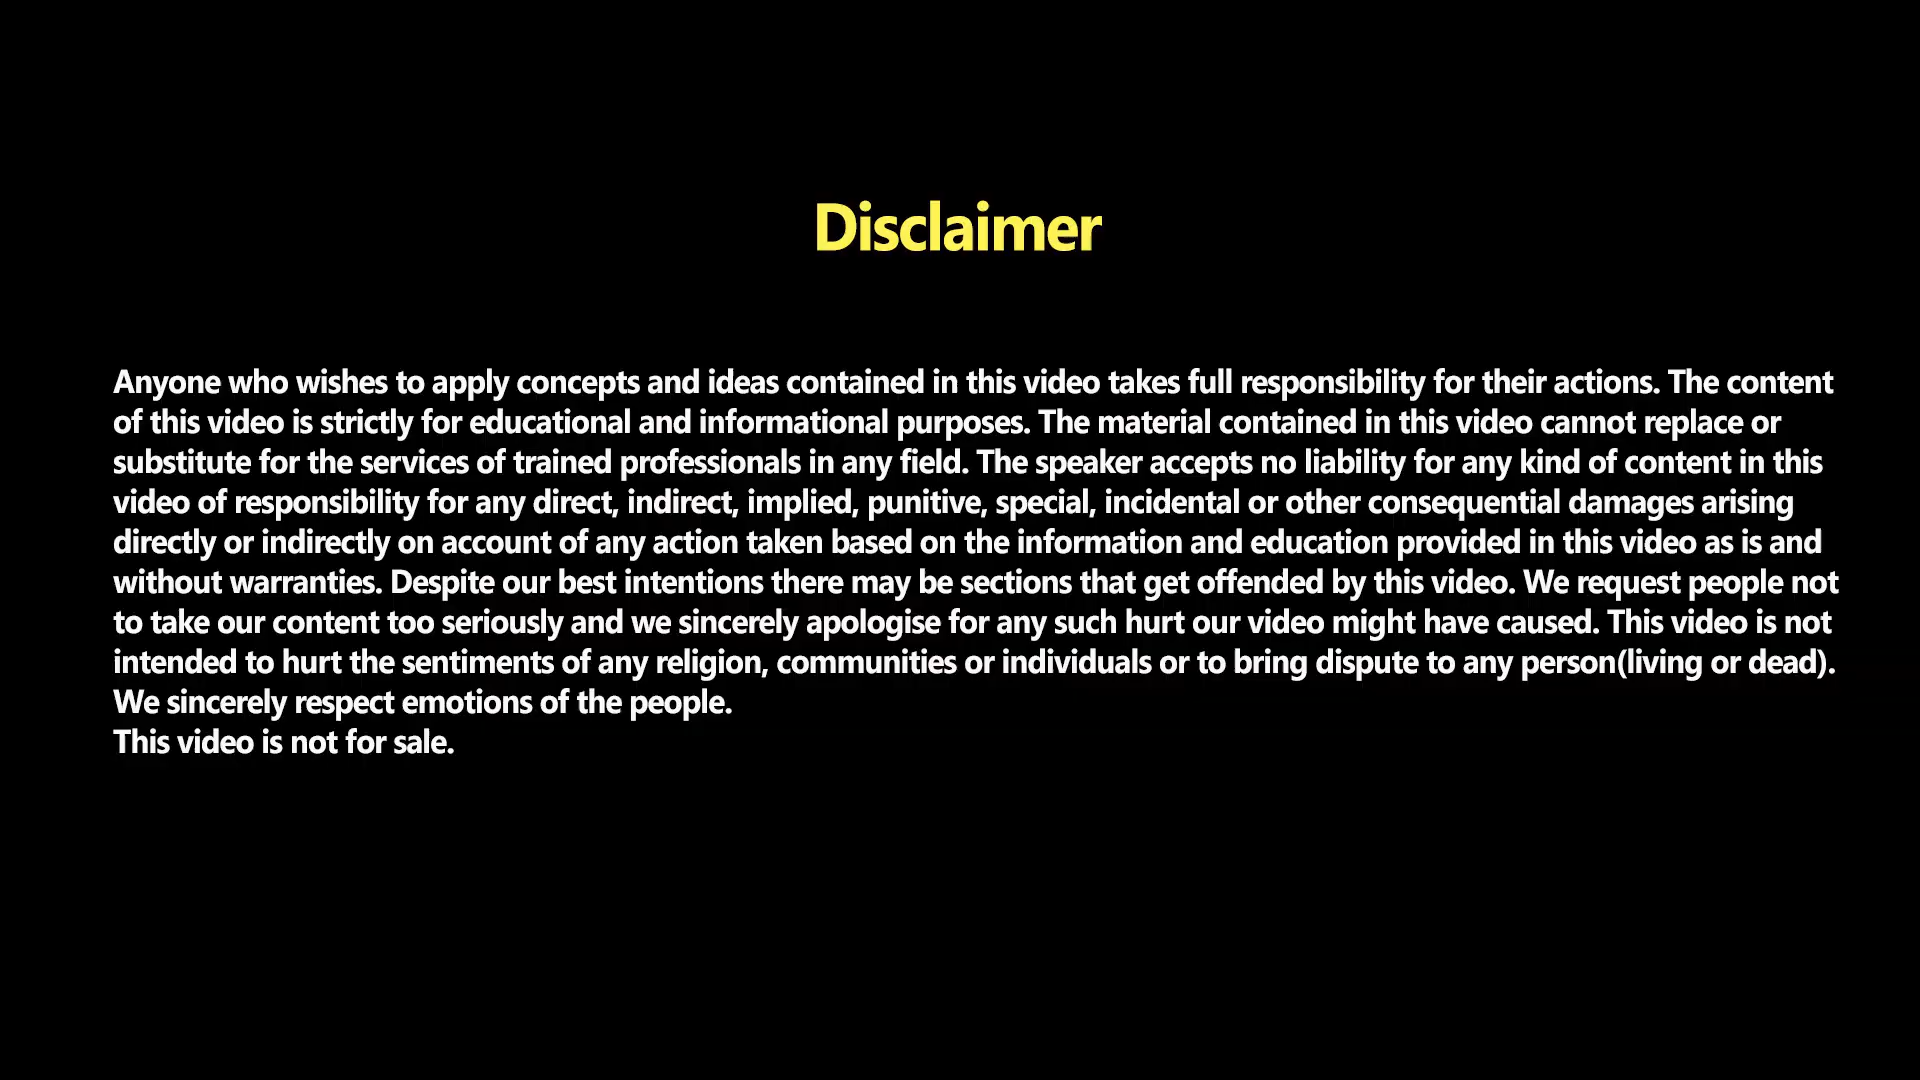 Disclaimer
Anyone who wishes to apply concepts and ideas contained in this video takes full responsibility for their actions. The content
of this video is strictly for educational and informational purposes. The material contained in this video cannot replace or
substitute for the services of trained professionals in any field. The speaker accepts no liability for any kind of content in this
video of responsibility for any direct, indirect, implied, punitive, special, incidental or other consequential damages arising
directly or indirectly on account of any action taken based on the information and education provided in this video as is and
without warranties. Despite our best intentions there may be sections that get offended by this video. We request people not
to take our content too seriously and we sincerely apologise for any such hurt our video might have caused. This video is not
intended to hurt the sentiments of any religion, communities or individuals or to bring dispute to any person(living or dead).
We sincerely respect emotions of the people.
This video is not for sale.